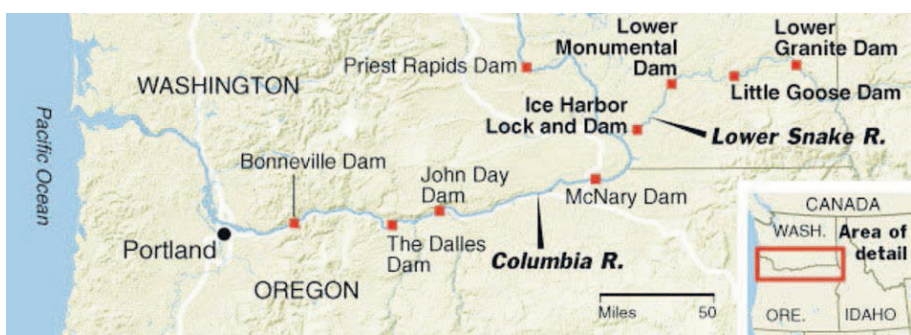 Lower
Monumental
Dam
Lower
Granite Dam
Priest Rapids Dam
WASHINGTON
Little Goose Dam
Ice Harbor
Lock and Dam
Lower Snake R.
Pacific Ocean
Bonneville Dam
John Day
Dam
McNary Dam
Portland
The Dalles
Dam
Columbia R.
OREGON
Miles 50
CANADA
WASH.
Area of
detail
ORE.
IDAHO